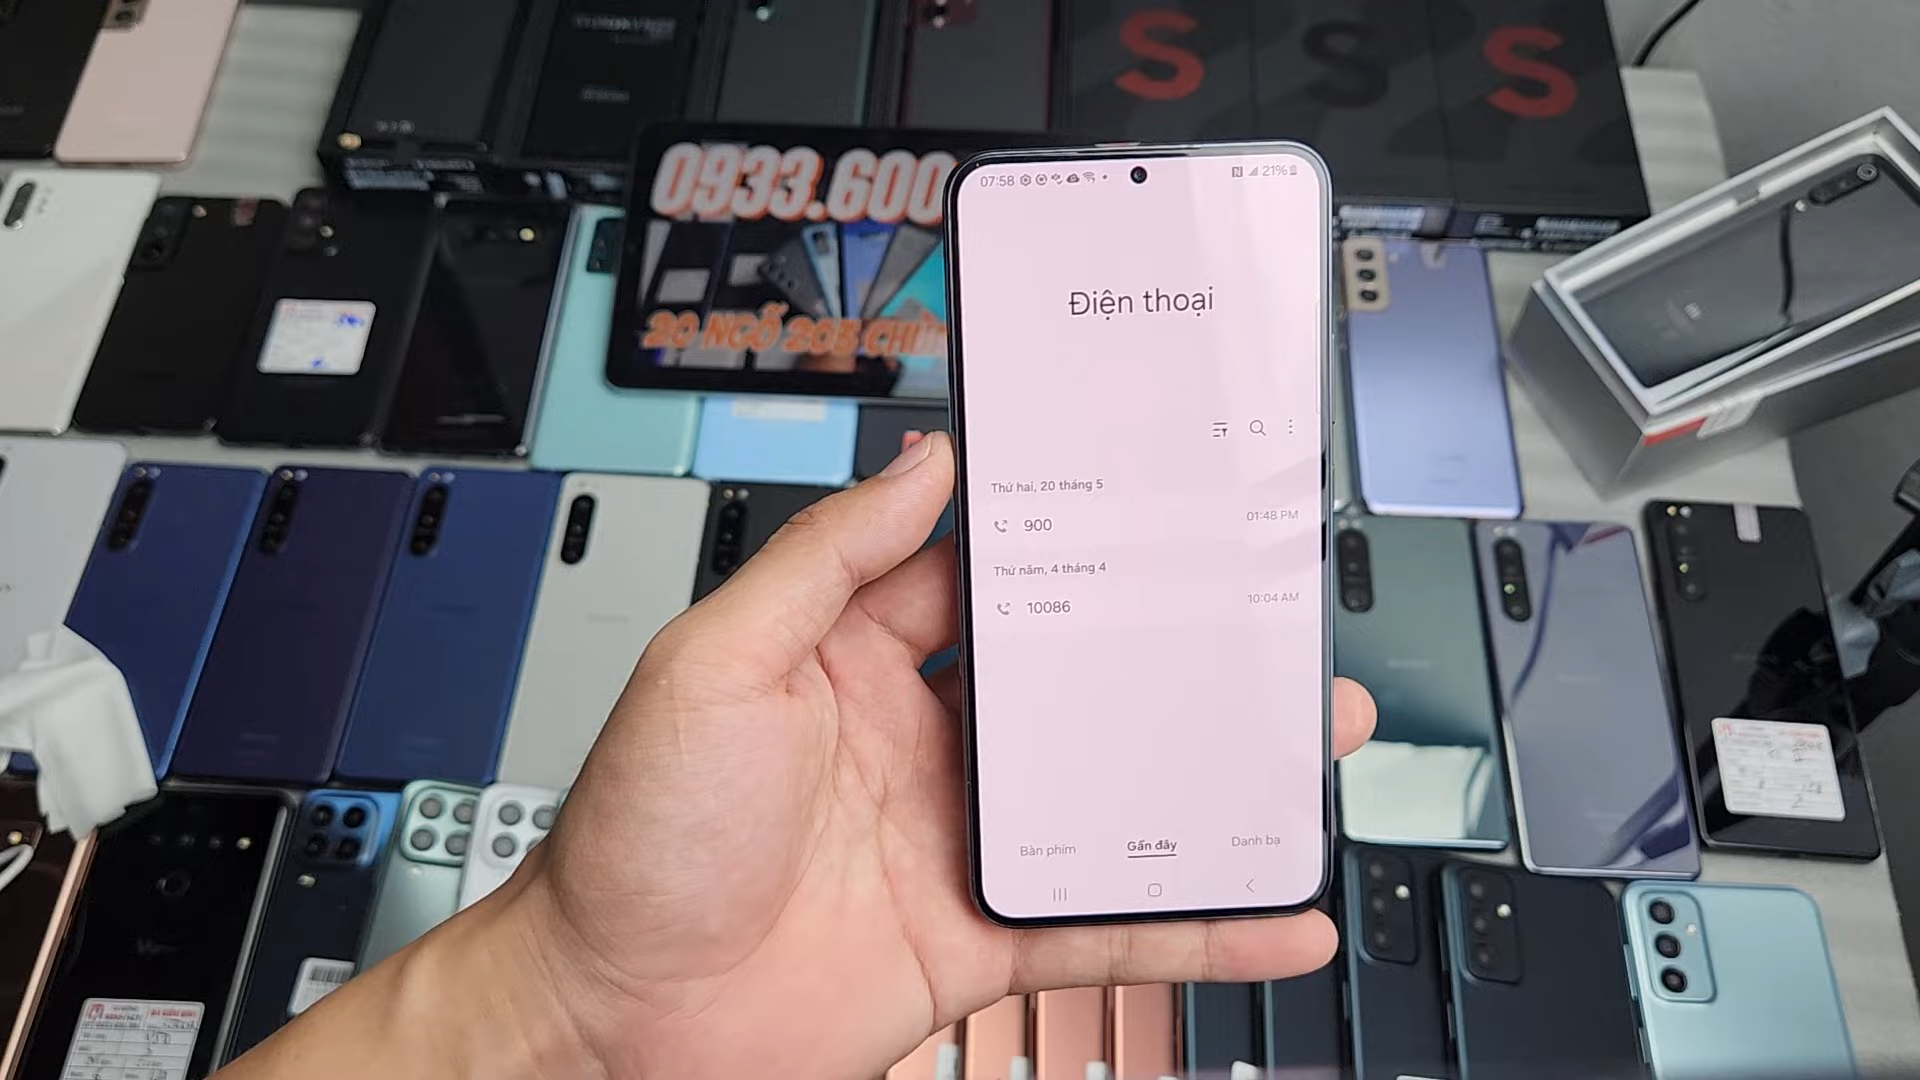 S S S
0933.600
20 NGÕ 205 CHÙ
07:58
21%
Điện thoại
Thứ hai, 20 tháng 5
900
01:48 PM
Thứ năm, 4 tháng 4
10086
10:04 AM
Bàn phím
Gần đây
Danh bạ